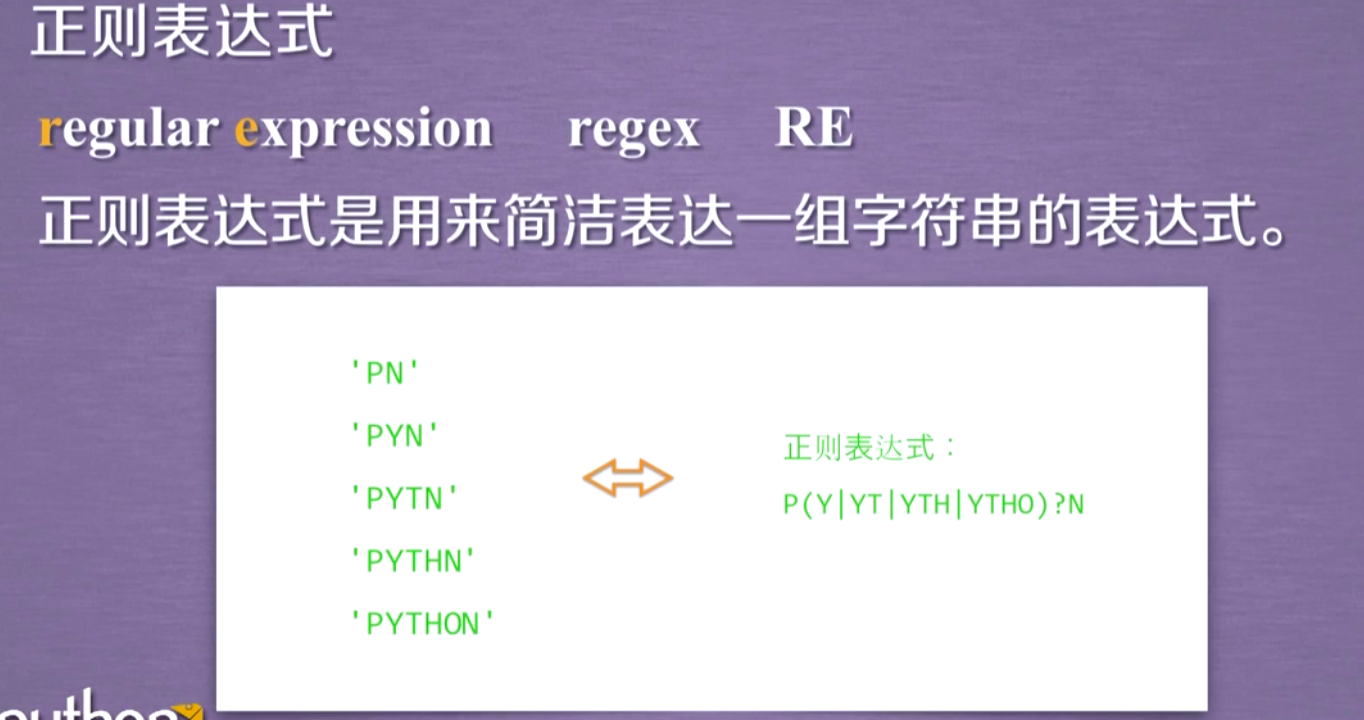 正则表达式
regular expression regex RE
正则表达式是用来简洁表达一组字符串的表达式。
'PN'
'PYN'
'PYTN'
'PYTHN'
'PYTHON'
正则表达式：
P(Y|YT|YTH|YTHO)?N